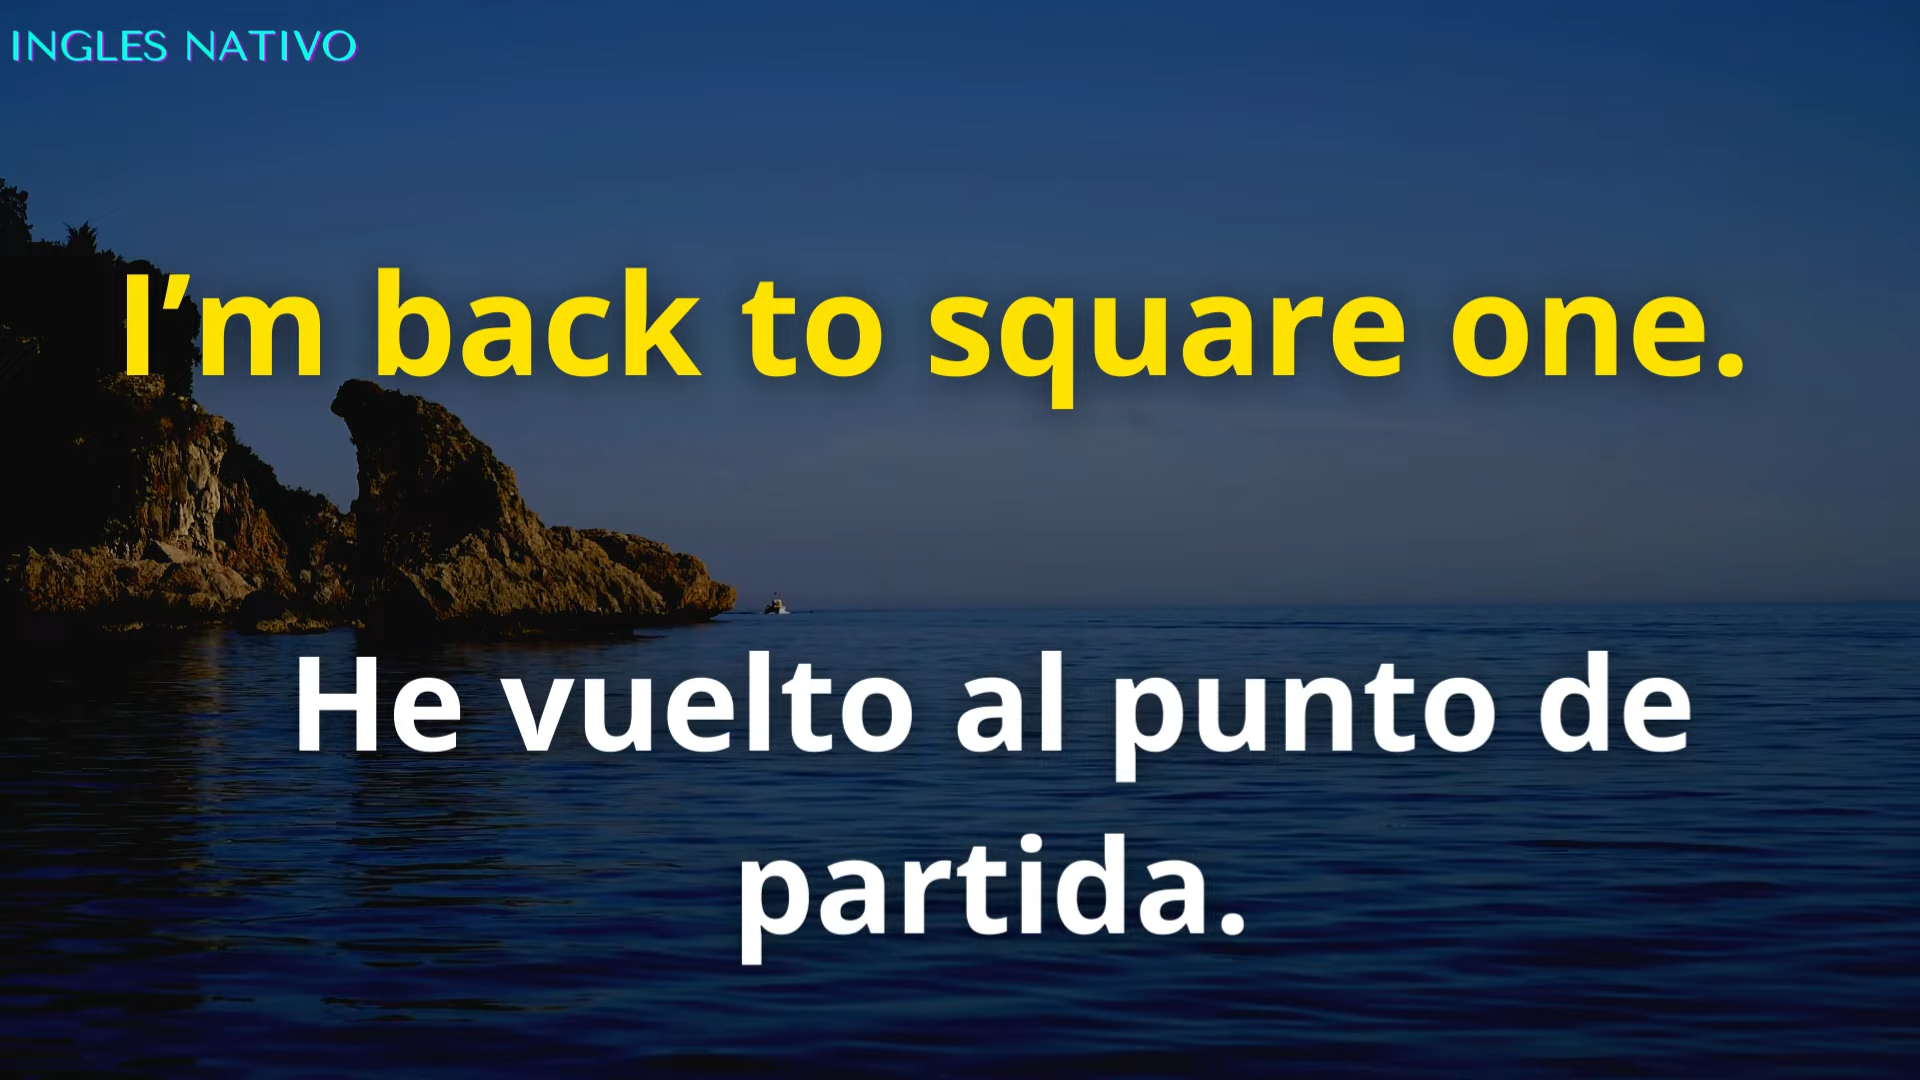 INGLES NATIVO
I’m back to square one.
He vuelto al punto de
partida.